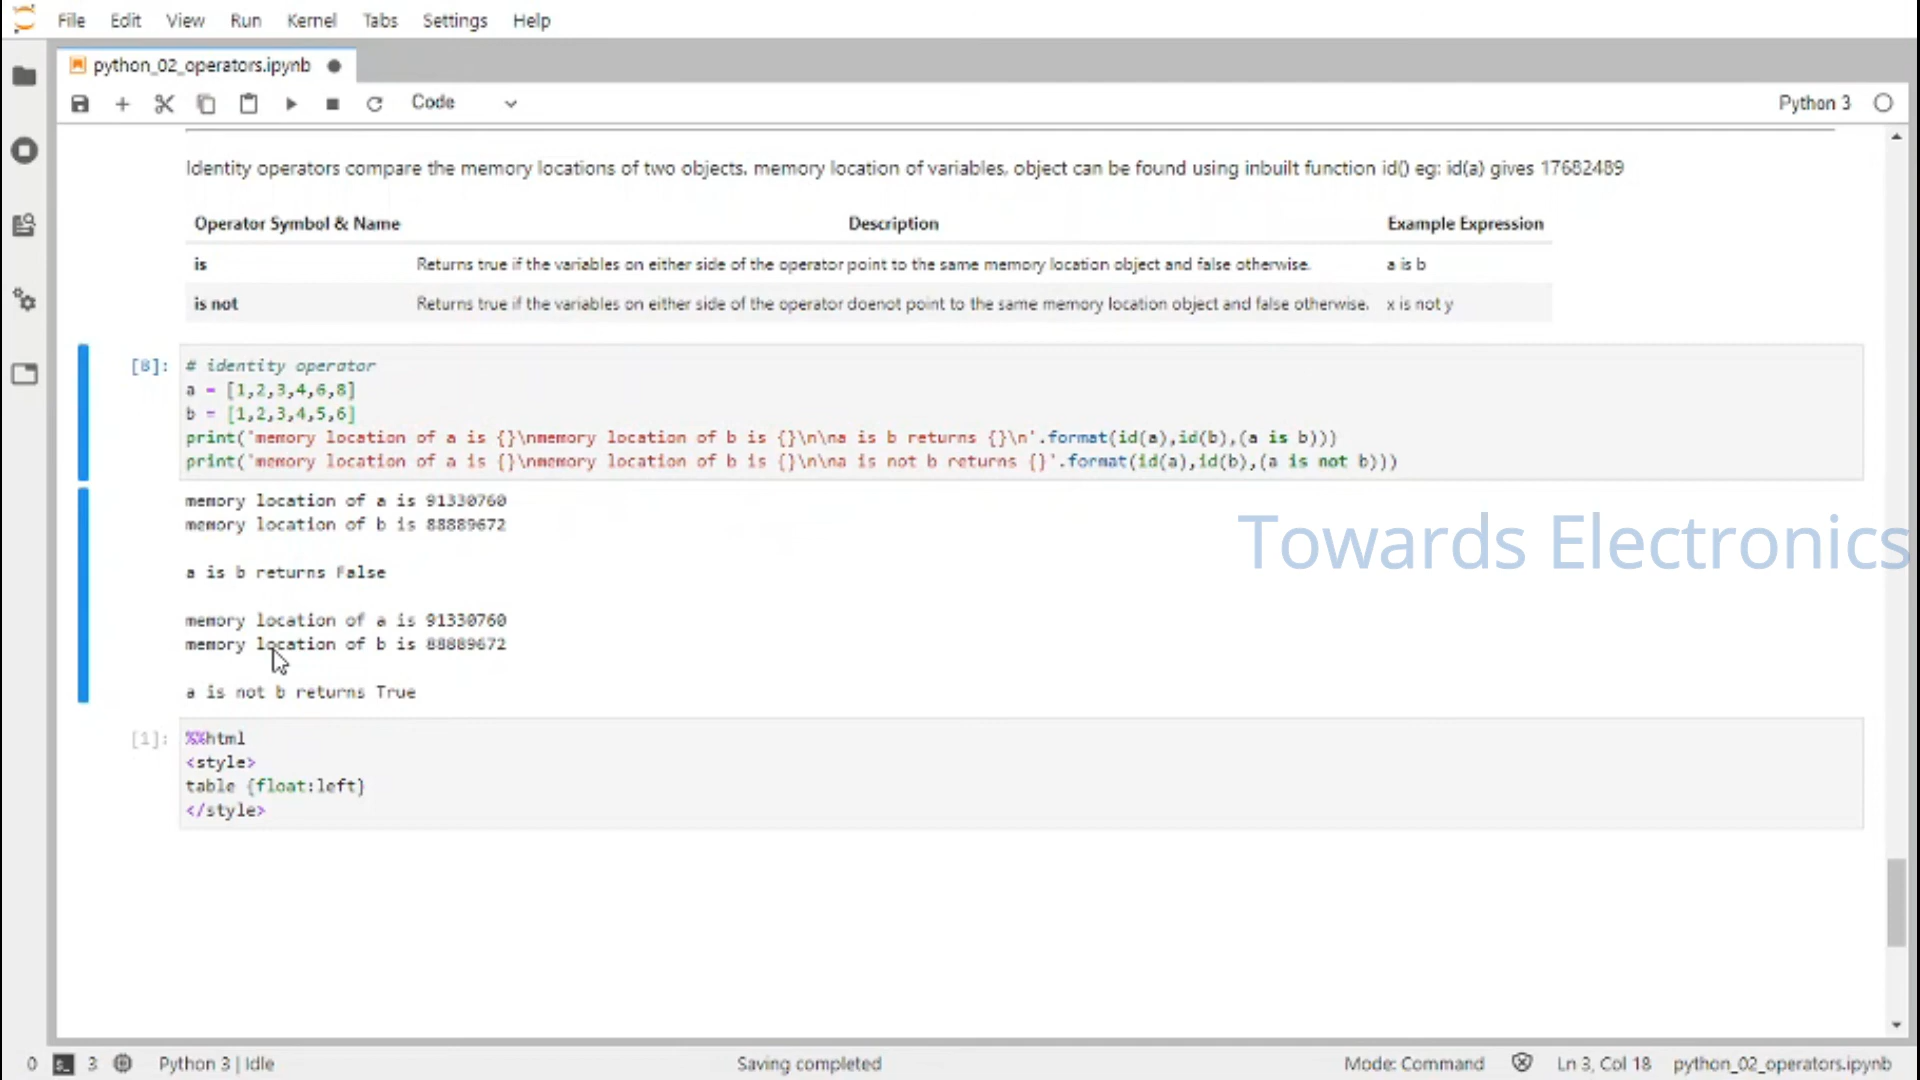 File Edit View Run Kernel Tabs Settings Help
python_02_operators.ipynb
Code
Python 3
Identity operators compare the memory locations of two objects. memory location of variables, object can be found using inbuilt function id() eg: id(a) gives 17682489
Operator Symbol & Name Description Example Expression
is Returns true if the variables on either side of the operator point to the same memory location object and false otherwise. a is b
is not Returns true if the variables on either side of the operator doenot point to the same memory location object and false otherwise. x is not y
[8]: # identity operator
a = [1,2,3,4,6,8]
b = [1,2,3,4,5,6]
print('memory location of a is {}\nmemory location of b is {}\n\na is b returns {}\n'.format(id(a),id(b),(a is b)))
print('memory location of a is {}\nmemory location of b is {}\n\na is not b returns {}'.format(id(a),id(b),(a is not b)))
memory location of a is 91330760
memory location of b is 88889672
Towards Electronics
a is b returns False
memory location of a is 91330760
memory location of b is 88889672
a is not b returns True
[1]: %%html
<style>
table {float:left}
</style>
0 3 Python 3 | Idle Saving completed Mode: Command Ln 3, Col 18 python_02_operators.ipynb